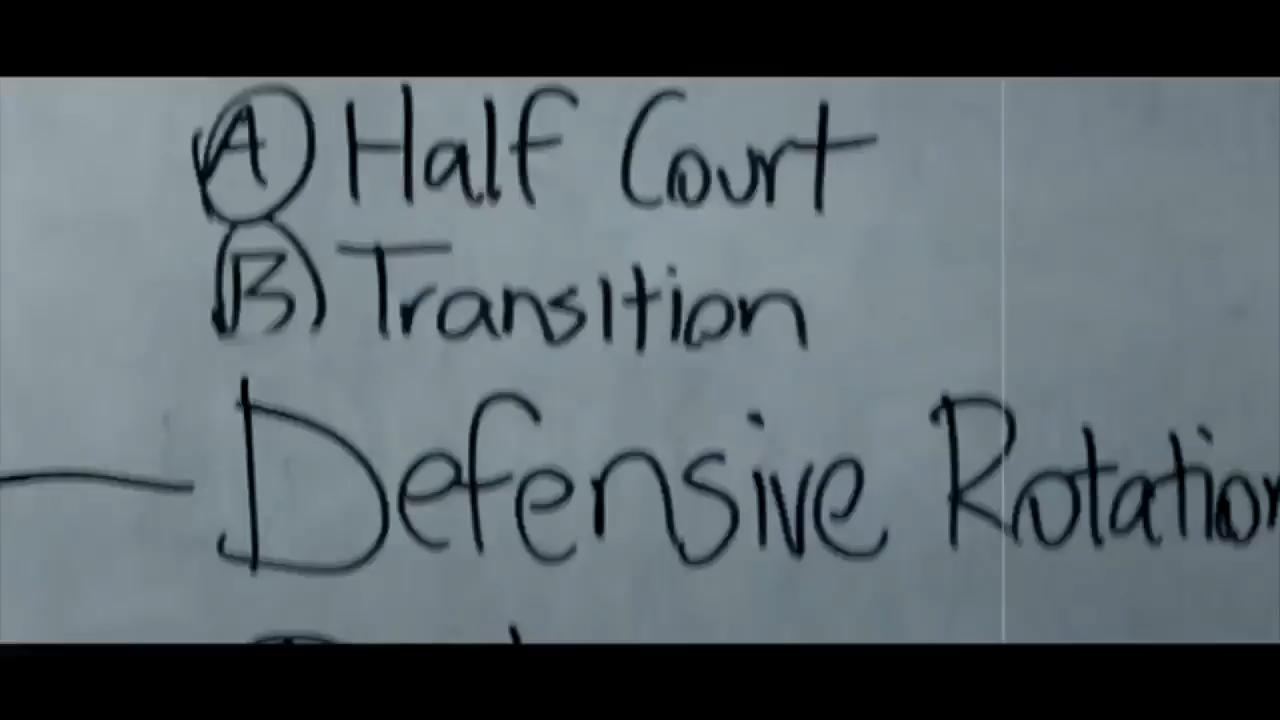 A Half Court
B Transition
— Defensive Rotation